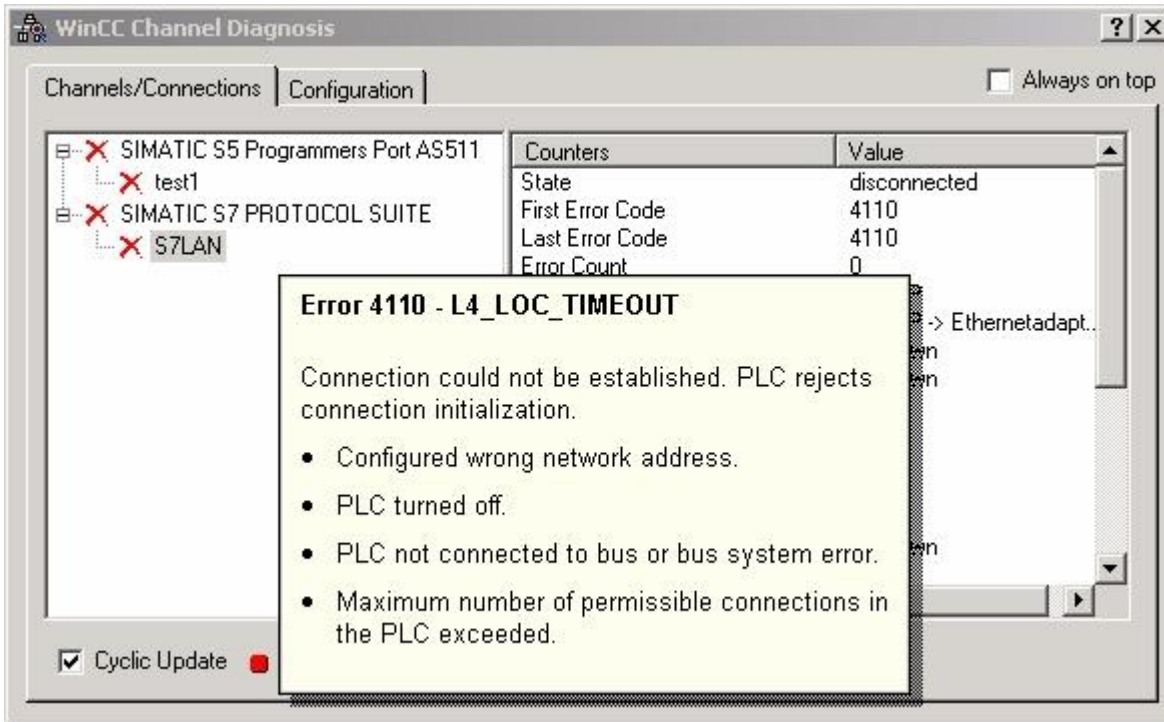 WinCC Channel Diagnosis
?
Channels/Connections
Configuration
Always on top
SIMATIC S5 Programmers Port AS511
test1
SIMATIC S7 PROTOCOL SUITE
S7LAN
Counters Value
State disconnected
First Error Code 4110
Last Error Code 4110
Error Count 0
-> Ethernetadapt..
Error 4110 - L4_LOC_TIMEOUT
Connection could not be established. PLC rejects
connection initialization.
• Configured wrong network address.
• PLC turned off.
• PLC not connected to bus or bus system error.
• Maximum number of permissible connections in
the PLC exceeded.
Cyclic Update